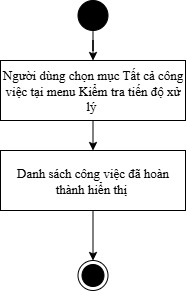 Người dùng chọn mục Tất cả công
việc tại menu Kiểm tra tiến độ xử
lý
Danh sách công việc đã hoàn
thành hiển thị